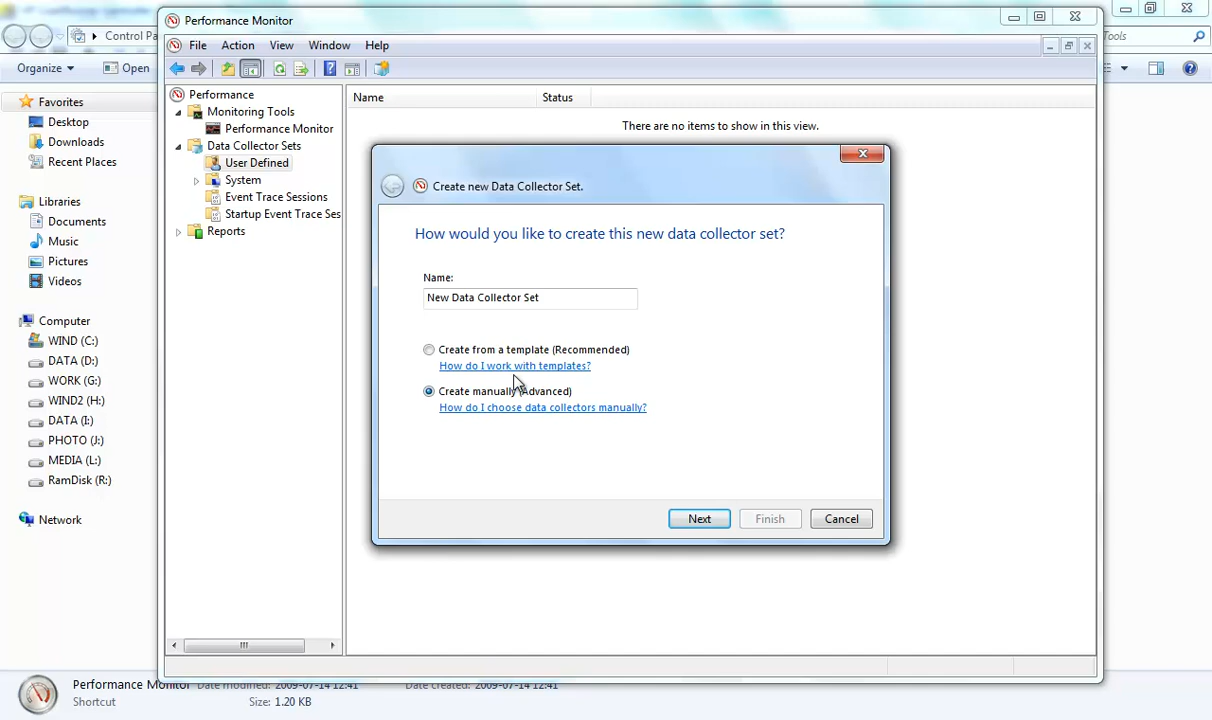 Performance Monitor
File Action View Window Help
Control Pa
Tools
Organize
Open
Favorites
Desktop
Downloads
Recent Places
Libraries
Documents
Music
Pictures
Videos
Computer
WIND (C:)
DATA (D:)
WORK (G:)
WIND2 (H:)
DATA (I:)
PHOTO (J:)
MEDIA (L:)
RamDisk (R:)
Network
Performance
Monitoring Tools
Performance Monitor
Data Collector Sets
User Defined
System
Event Trace Sessions
Startup Event Trace Ses
Reports
Name Status
There are no items to show in this view.
Create new Data Collector Set.
How would you like to create this new data collector set?
Name:
New Data Collector Set
Create from a template (Recommended)
How do I work with templates?
Create manually (Advanced)
How do I choose data collectors manually?
Next Finish Cancel
Performance Monitor Date modified: 2009-07-14 12:41 Date created: 2009-07-14 12:41
Shortcut Size: 1.20 KB